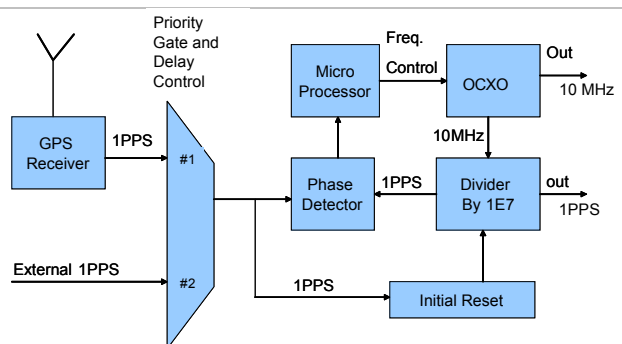 Priority
Gate and
Delay
Control
Freq.
Control
Micro
Processor
OCXO
Out
10 MHz
GPS
Receiver
1PPS
#1
10MHz
Phase
Detector
1PPS
Divider
By 1E7
out
1PPS
External 1PPS
#2
1PPS
Initial Reset